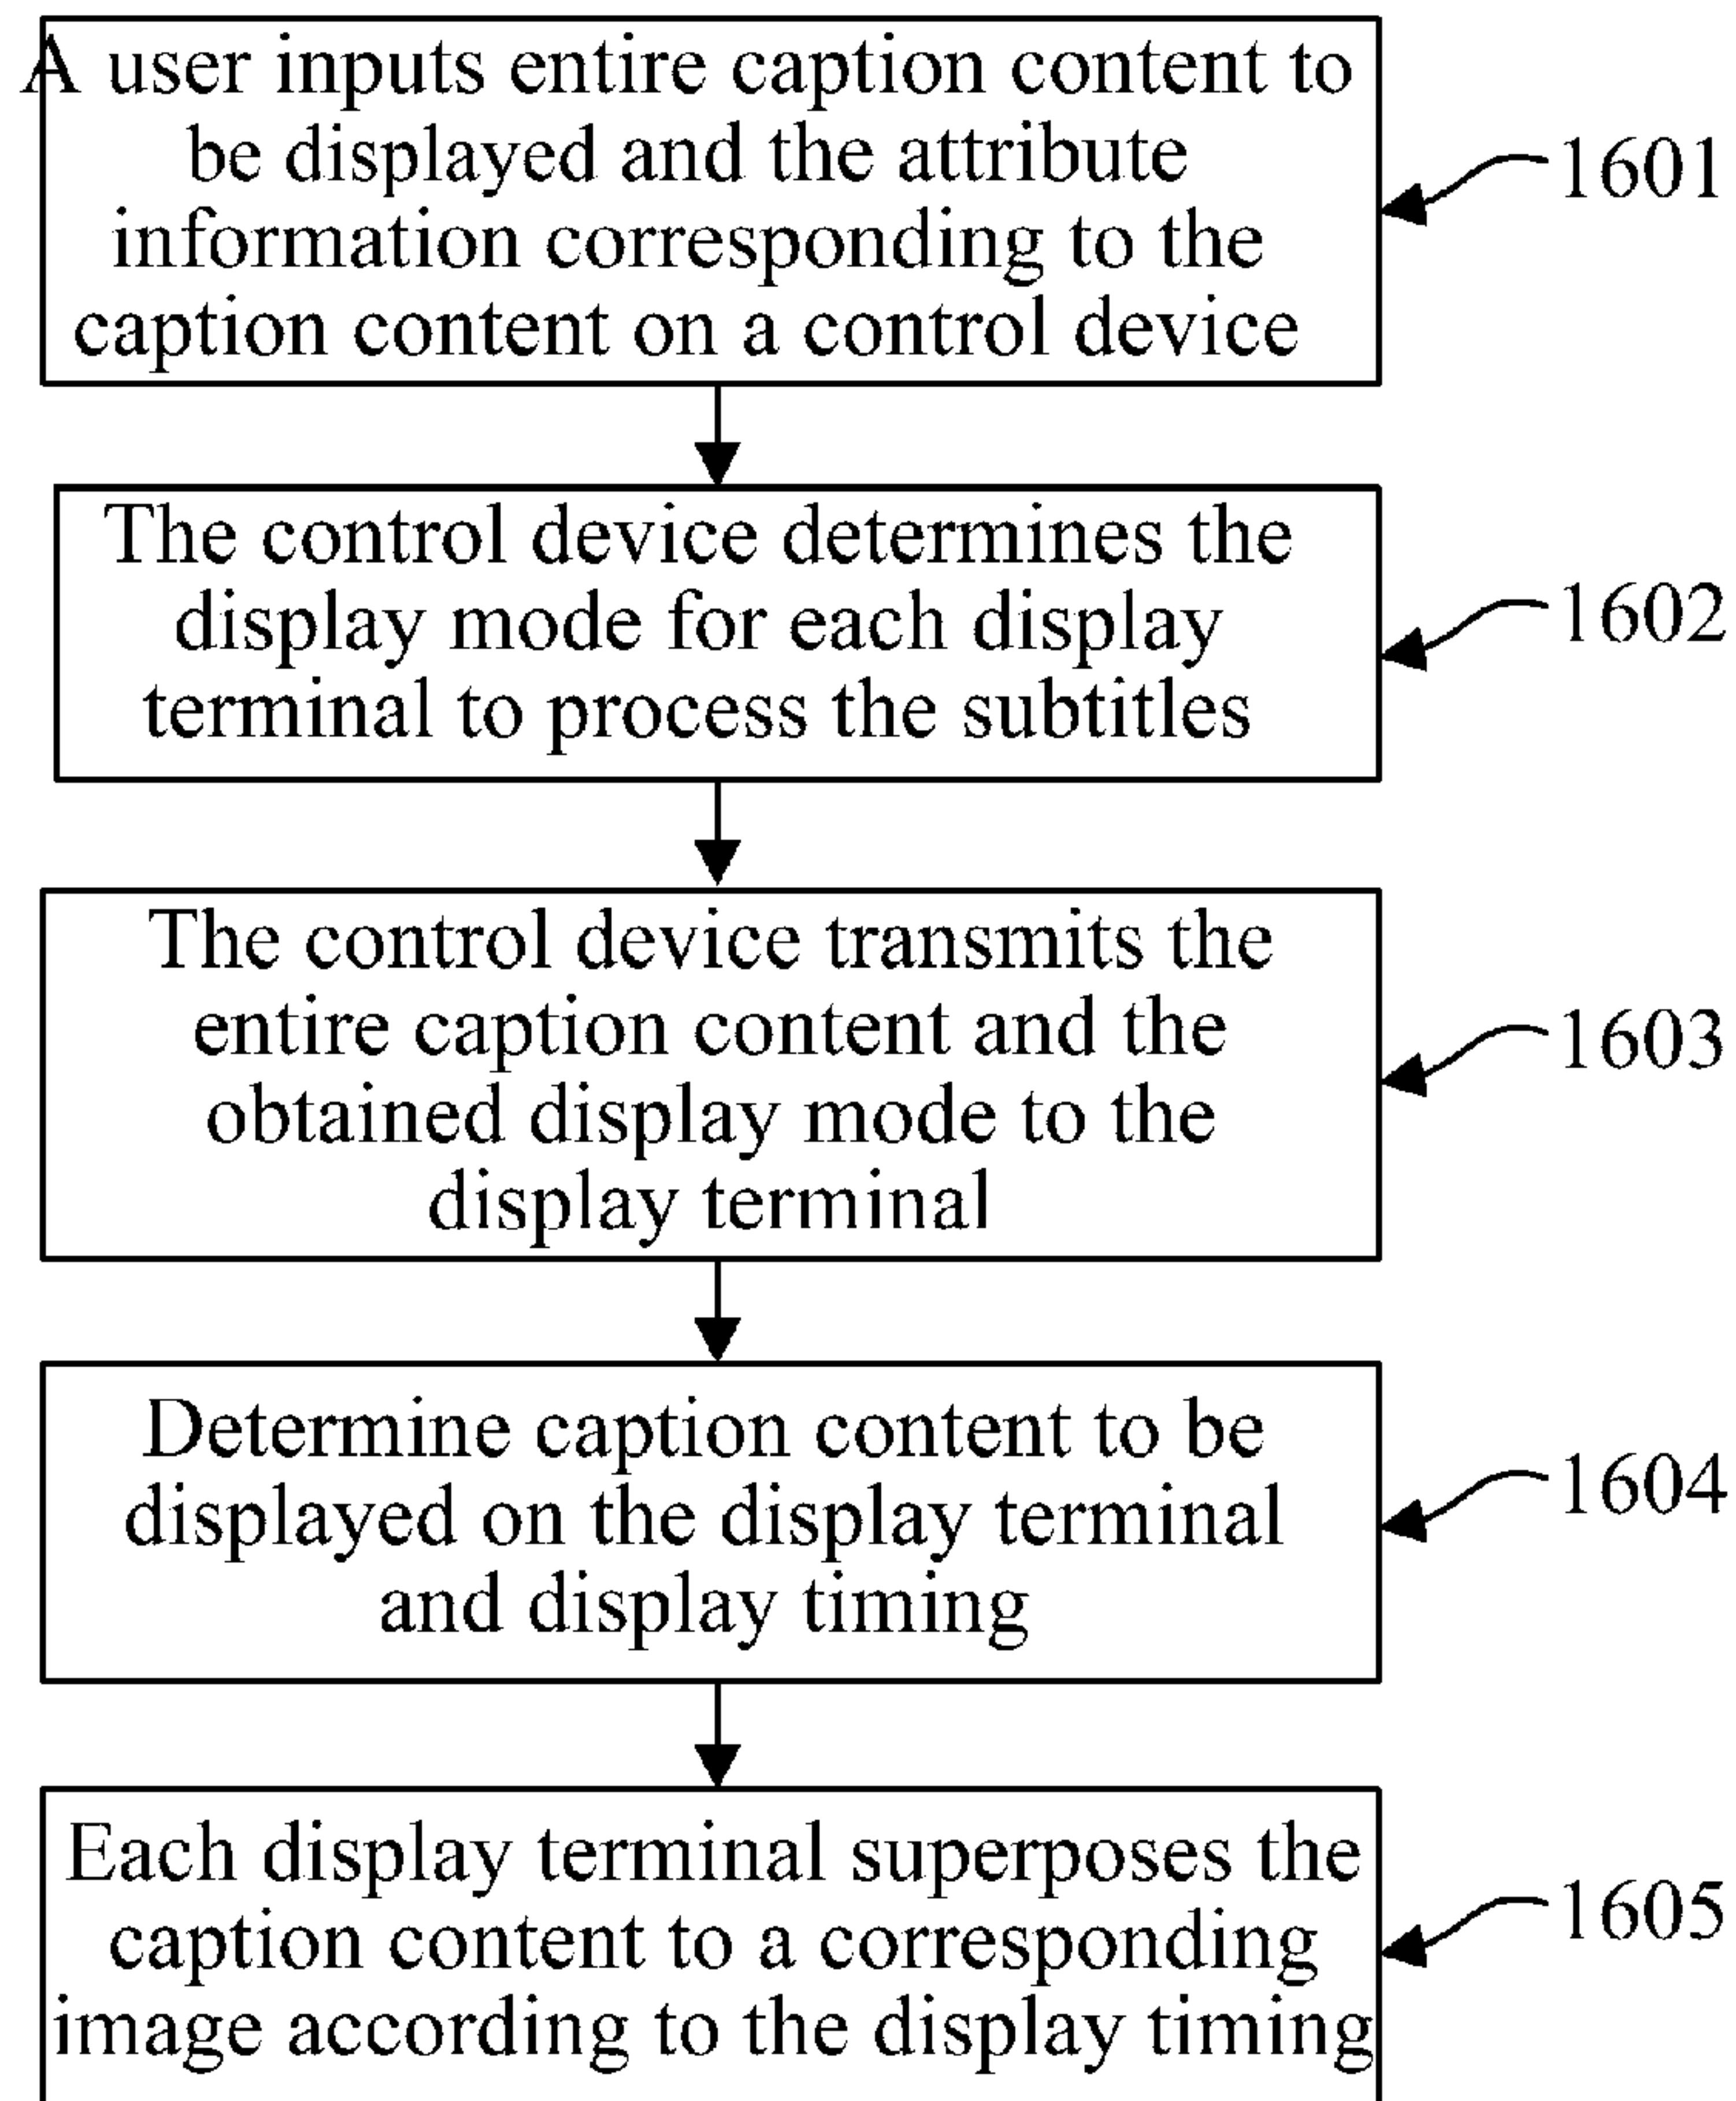 A user inputs entire caption content to
be displayed and the attribute
information corresponding to the
caption content on a control device
1601
The control device determines the
display mode for each display
terminal to process the subtitles
1602
The control device transmits the
entire caption content and the
obtained display mode to the
display terminal
1603
Determine caption content to be
displayed on the display terminal
and display timing
1604
Each display terminal superposes the
caption content to a corresponding
image according to the display timing
1605